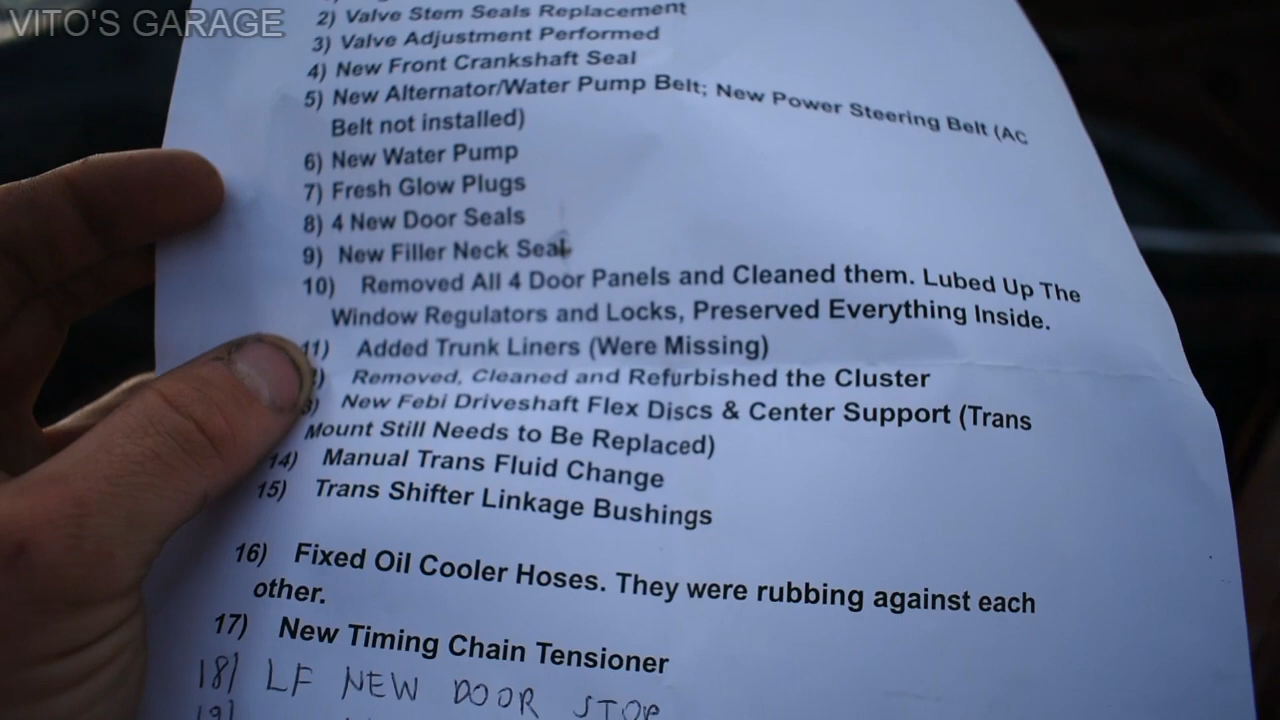 VITO'S GARAGE
2) Valve Stem Seals Replacement
3) Valve Adjustment Performed
4) New Front Crankshaft Seal
5) New Alternator/Water Pump Belt; New Power Steering Belt (AC
Belt not installed)
6) New Water Pump
7) Fresh Glow Plugs
8) 4 New Door Seals
9) New Filler Neck Seal
10) Removed All 4 Door Panels and Cleaned them. Lubed Up The
Window Regulators and Locks, Preserved Everything Inside.
11) Added Trunk Liners (Were Missing)
) Removed, Cleaned and Refurbished the Cluster
3) New Febi Driveshaft Flex Discs & Center Support (Trans
Mount Still Needs to Be Replaced)
14) Manual Trans Fluid Change
15) Trans Shifter Linkage Bushings
16) Fixed Oil Cooler Hoses. They were rubbing against each
other.
17) New Timing Chain Tensioner
18) LF NEW DOOR STOP
19)